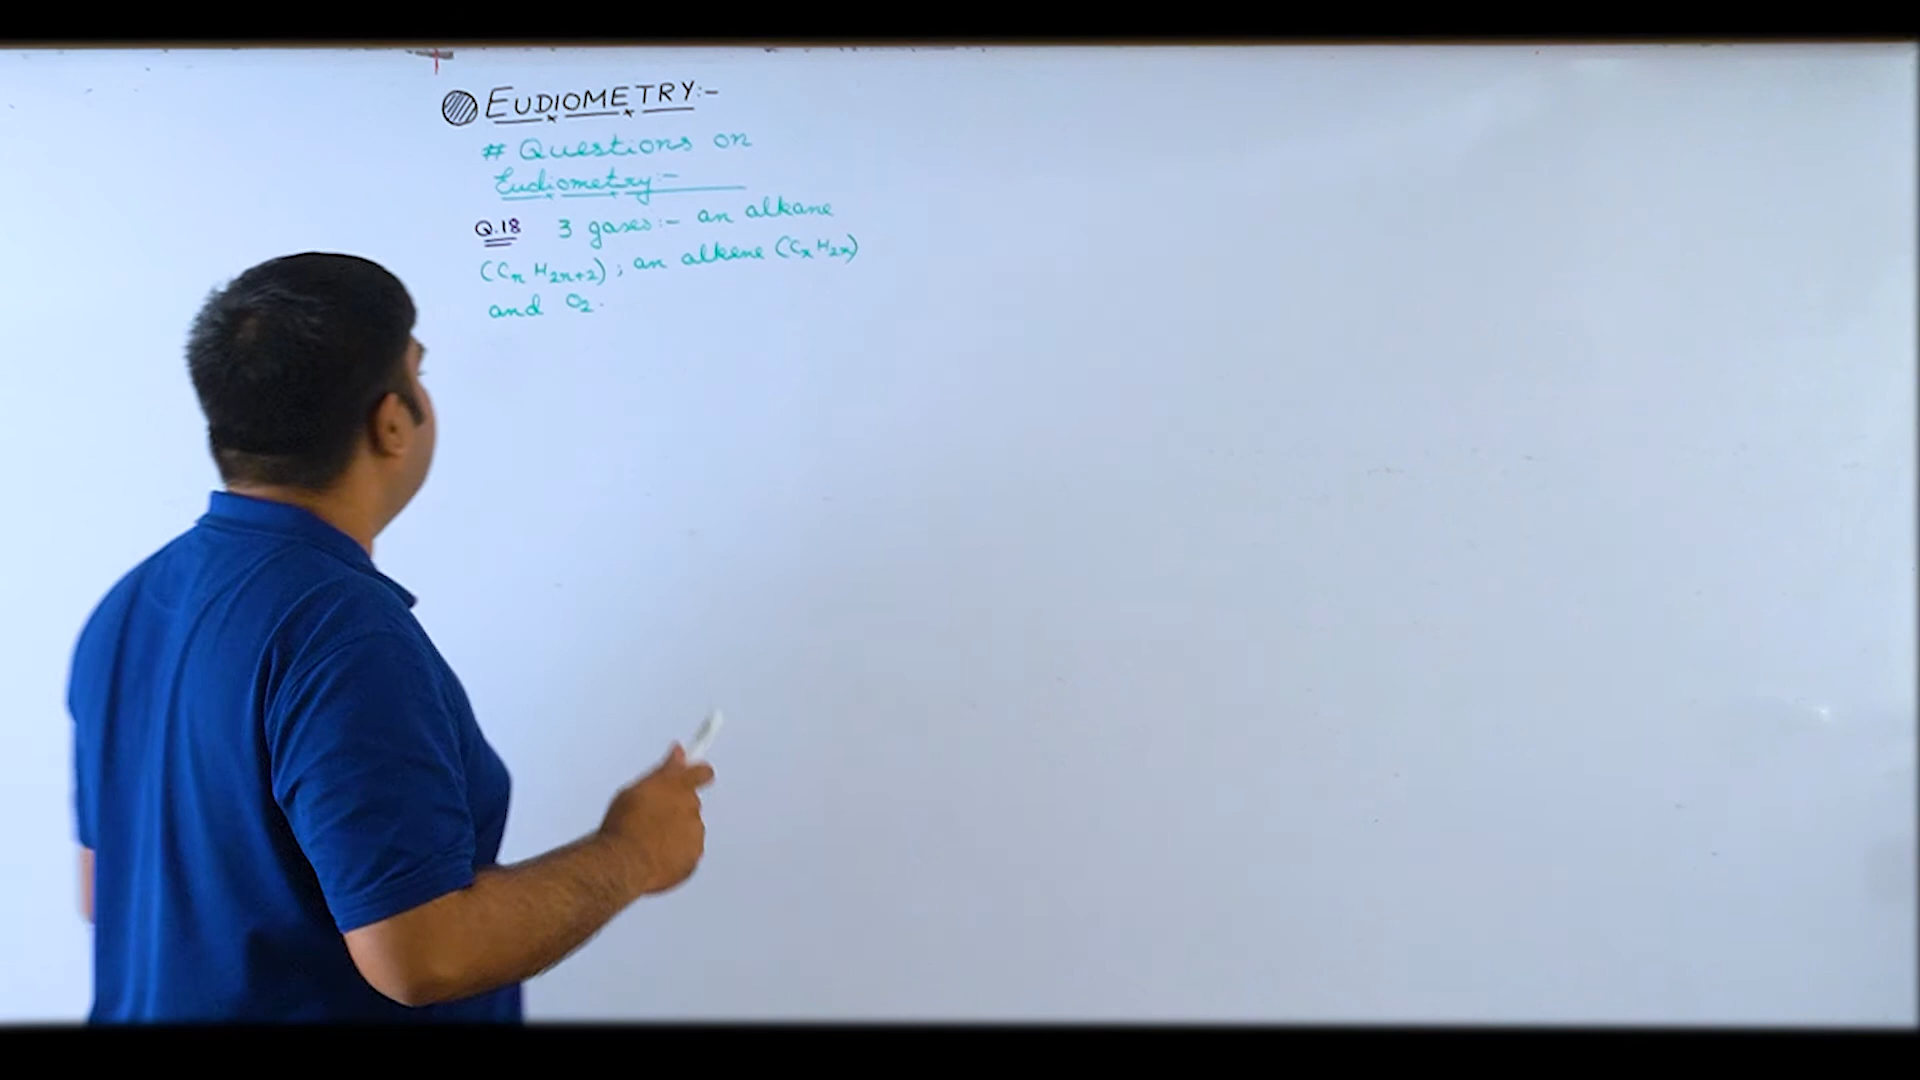 EUDIOMETRY:-
# Questions on
Eudiometry:-
Q.18 3 gases:- an alkane
(CnH2n+2); an alkene (CxH2x)
and O2.